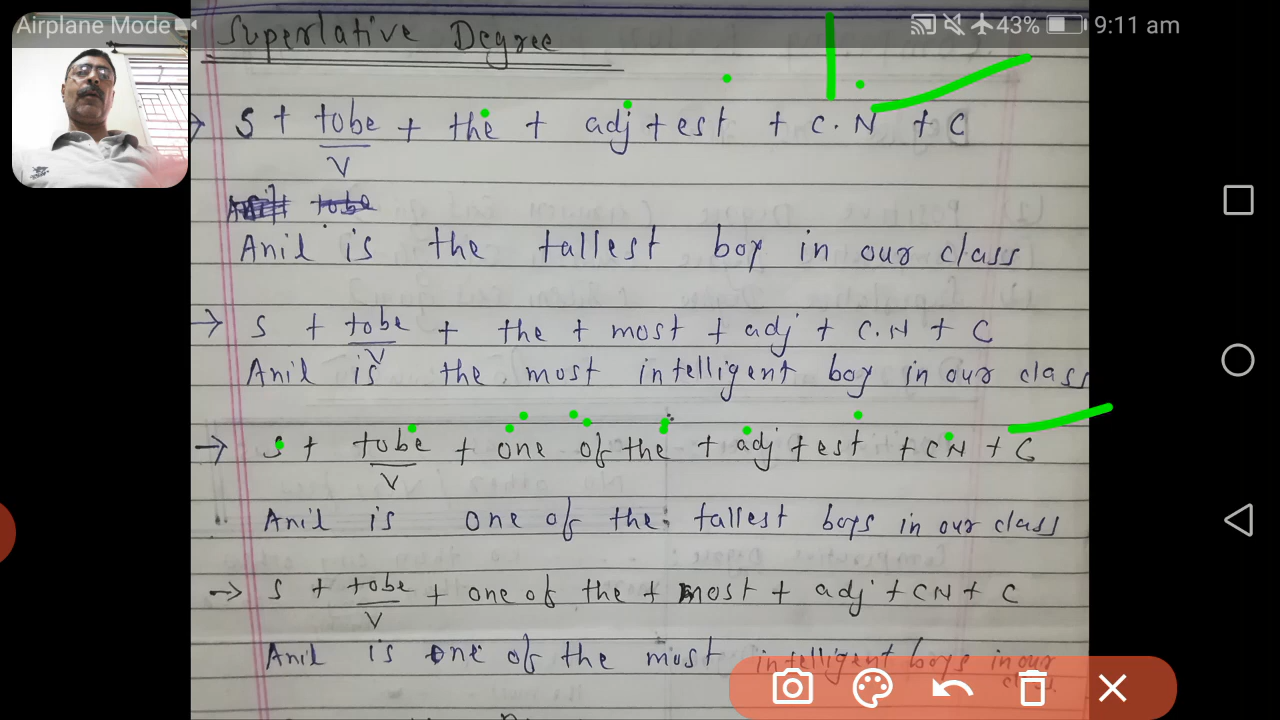 Airplane Mode 43% 9:11 am
Superlative Degree
→ S + tobe + the + adj + est + C.N + C
V
tobe
Anil is the tallest boy in our class
→ S + tobe + the + most + adj + C.N + C
V
Anil is the most intelligent boy in our class
→ S + tobe + one of the + adj + est + CN + C
V
Anil is one of the tallest boys in our class
→ S + tobe + one of the + most + adj + CN + C
V
Anil is one of the most intelligent boys in our
class